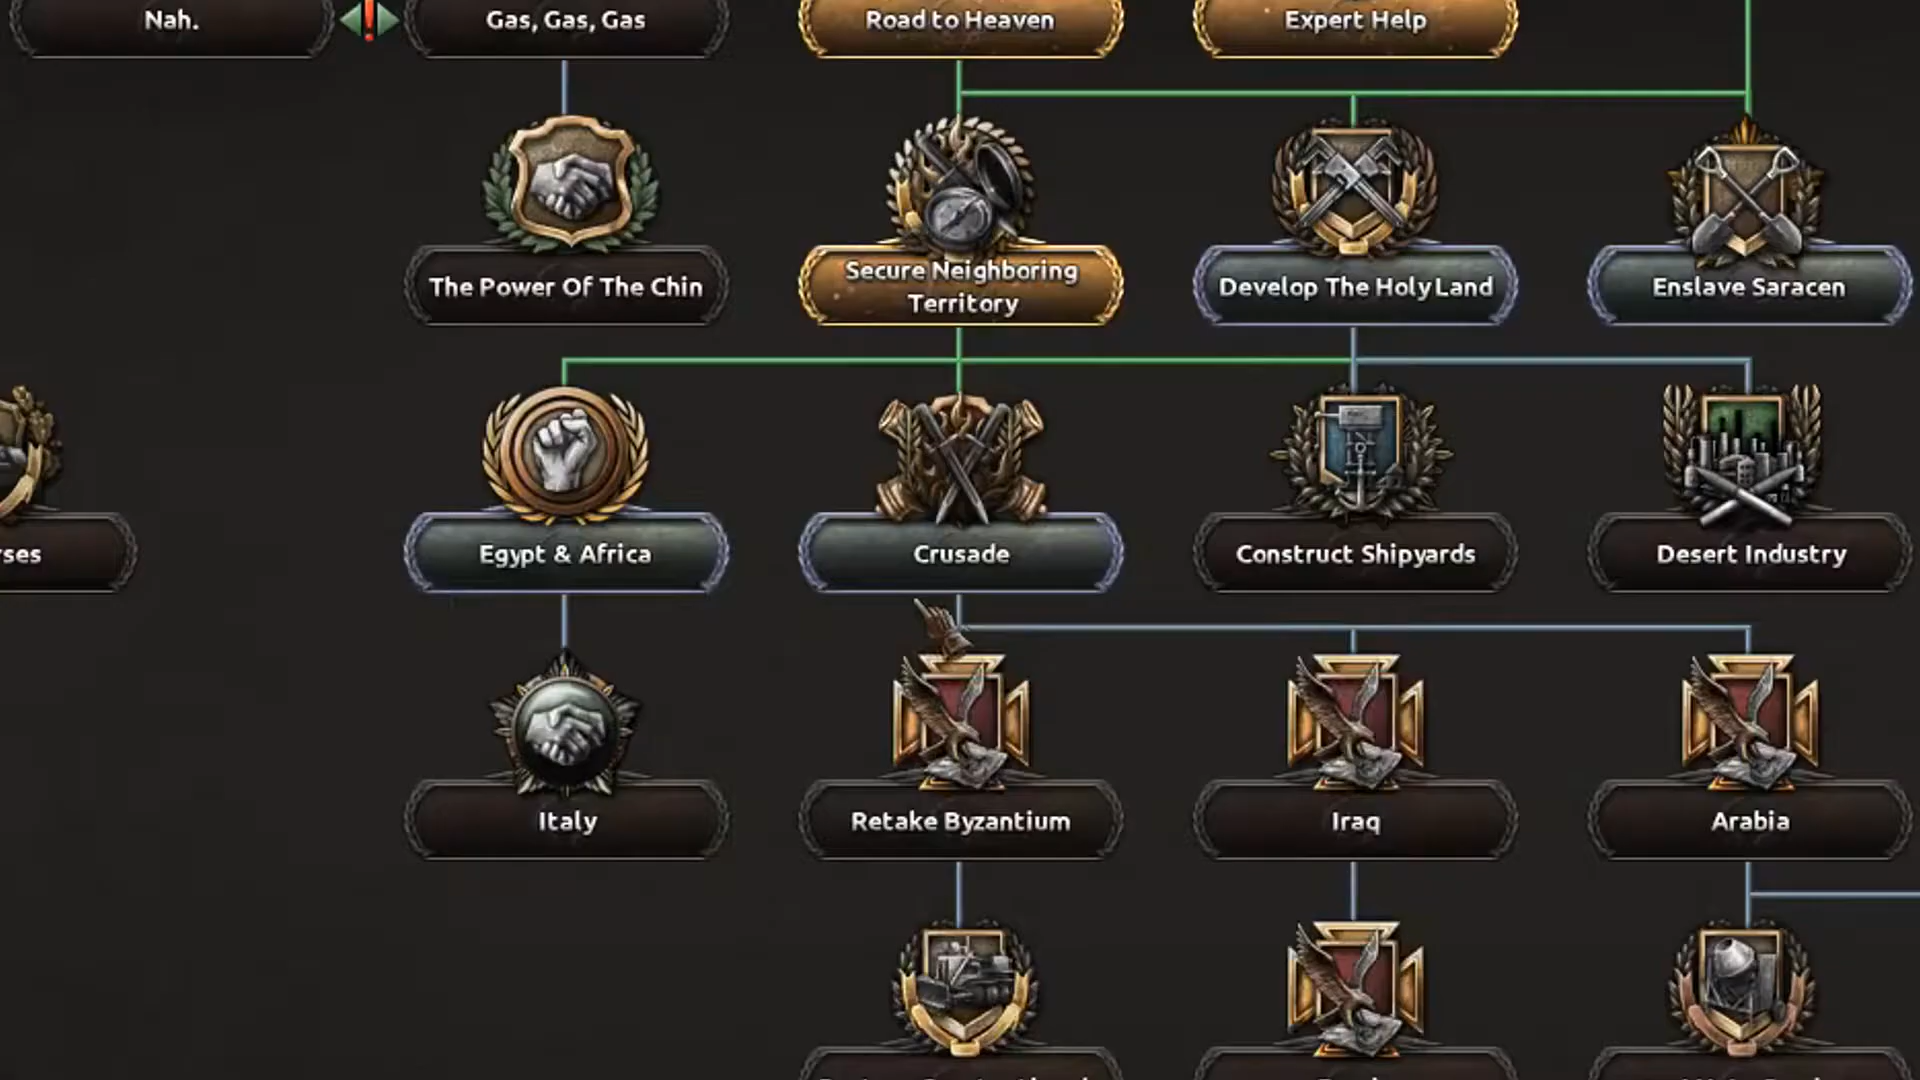 Nah.
Gas, Gas, Gas
Road to Heaven
Expert Help
The Power Of The Chin
Secure Neighboring
Territory
Develop The Holy Land
Enslave Saracen
Egypt & Africa
Crusade
Construct Shipyards
Desert Industry
Italy
Retake Byzantium
Iraq
Arabia